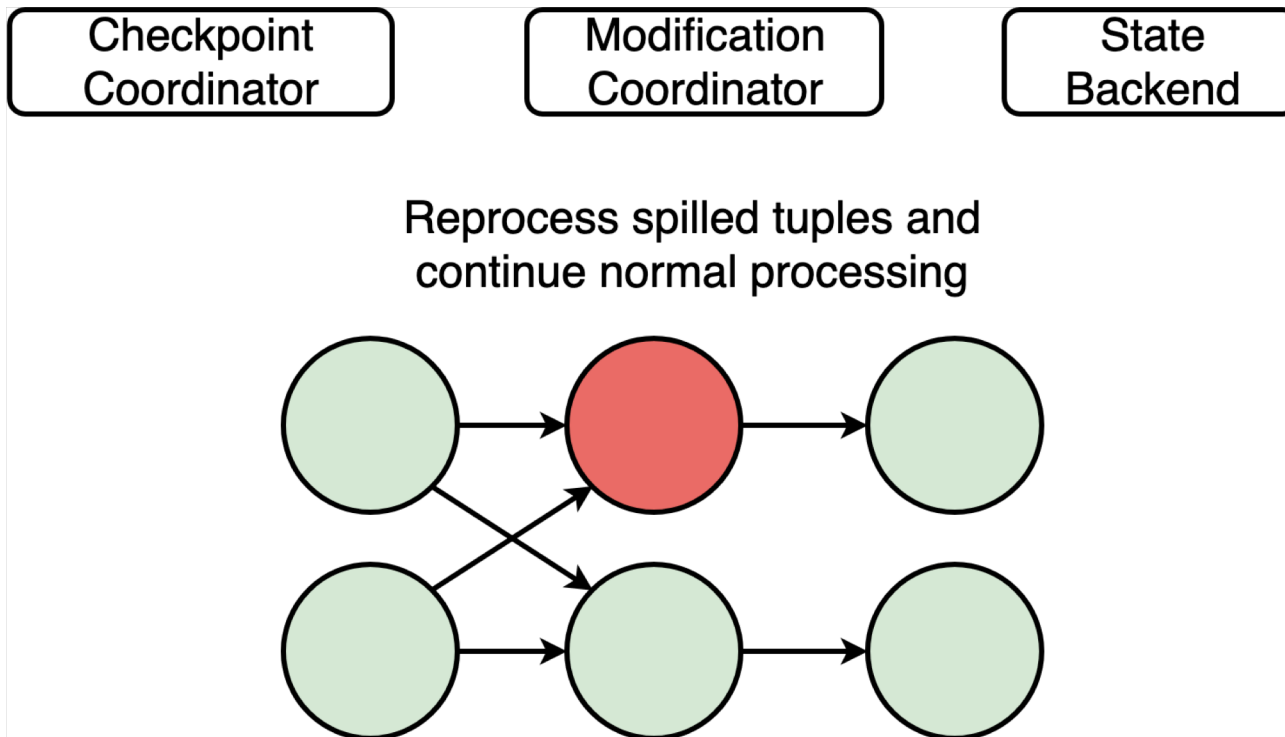 Checkpoint
Coordinator
Modification
Coordinator
State
Backend
Reprocess spilled tuples and
continue normal processing